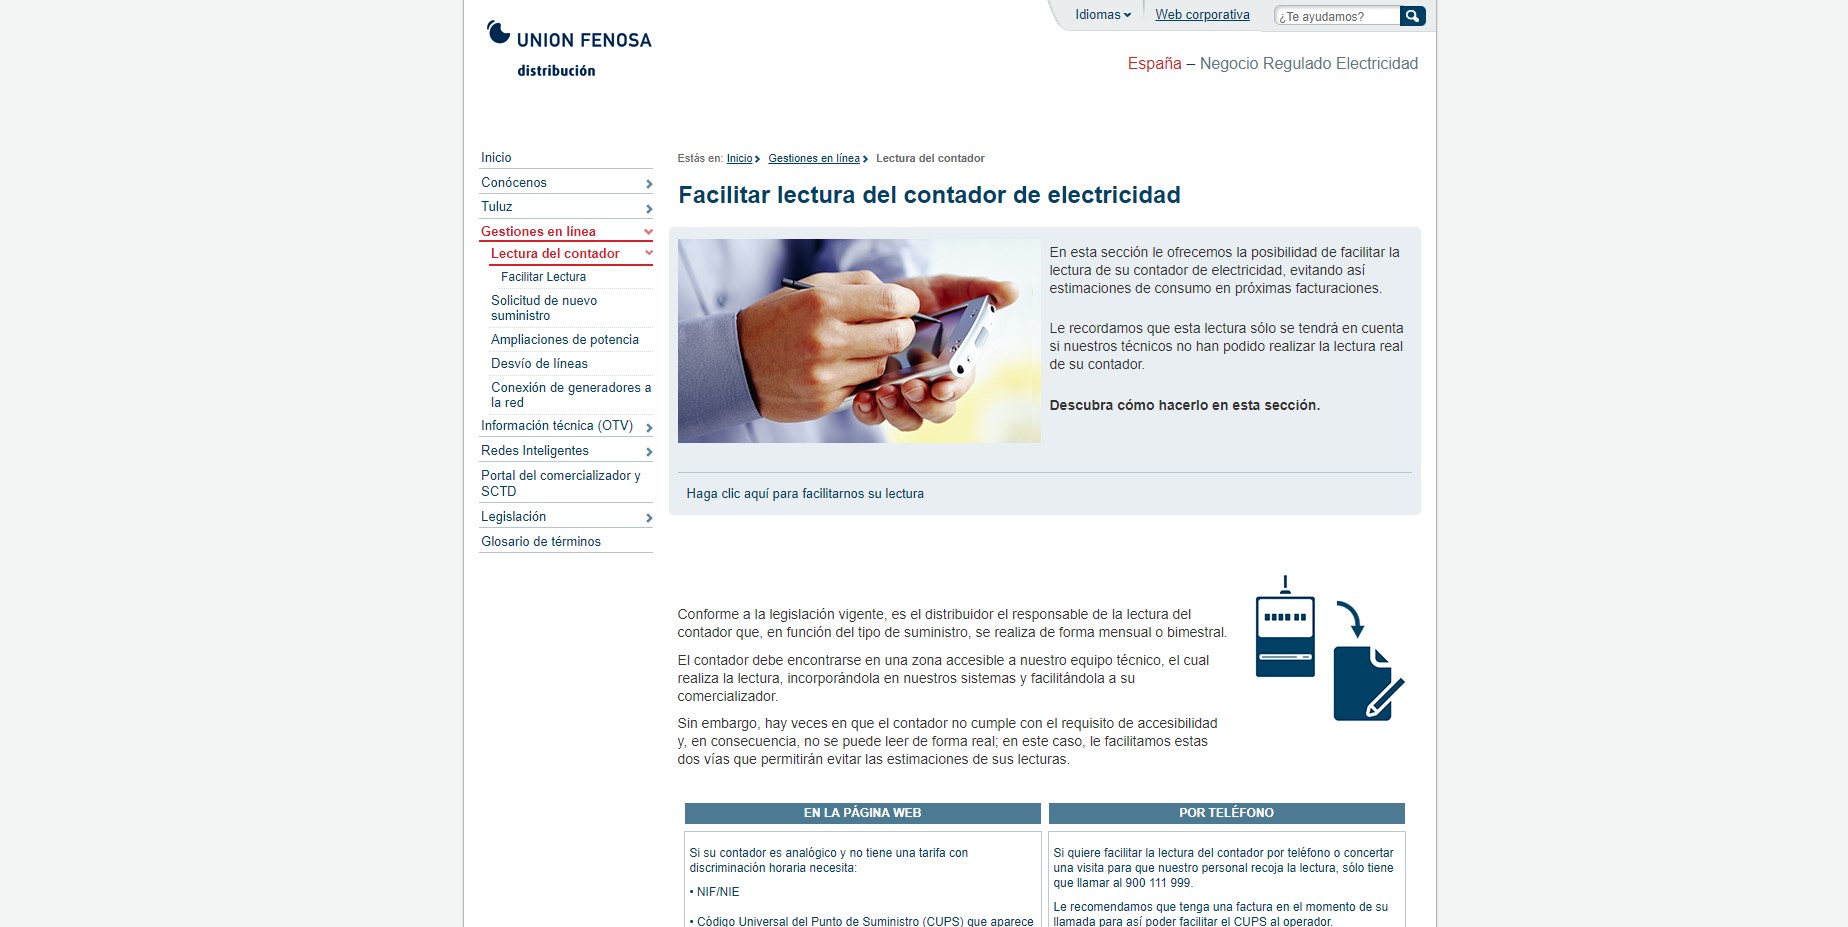 Idiomas
Web corporativa
¿Te ayudamos?
UNION FENOSA
distribución
España – Negocio Regulado Electricidad
Inicio
Conócenos
Tuluz
Gestiones en línea
Lectura del contador
Facilitar Lectura
Solicitud de nuevo
suministro
Ampliaciones de potencia
Desvío de líneas
Conexión de generadores a
la red
Información técnica (OTV)
Redes Inteligentes
Portal del comercializador y
SCTD
Legislación
Glosario de términos
Estás en: Inicio Gestiones en línea Lectura del contador
Facilitar lectura del contador de electricidad
En esta sección le ofrecemos la posibilidad de facilitar la
lectura de su contador de electricidad, evitando así
estimaciones de consumo en próximas facturaciones.
Le recordamos que esta lectura sólo se tendrá en cuenta
si nuestros técnicos no han podido realizar la lectura real
de su contador.
Descubra cómo hacerlo en esta sección.
Haga clic aquí para facilitarnos su lectura
Conforme a la legislación vigente, es el distribuidor el responsable de la lectura del
contador que, en función del tipo de suministro, se realiza de forma mensual o bimestral.
El contador debe encontrarse en una zona accesible a nuestro equipo técnico, el cual
realiza la lectura, incorporándola en nuestros sistemas y facilitándola a su
comercializador.
Sin embargo, hay veces en que el contador no cumple con el requisito de accesibilidad
y, en consecuencia, no se puede leer de forma real; en este caso, le facilitamos estas
dos vías que permitirán evitar las estimaciones de sus lecturas.
EN LA PÁGINA WEB
Si su contador es analógico y no tiene una tarifa con
discriminación horaria necesita:
• NIF/NIE
• Código Universal del Punto de Suministro (CUPS) que aparece
POR TELÉFONO
Si quiere facilitar la lectura del contador por teléfono o concertar
una visita para que nuestro personal recoja la lectura, sólo tiene
que llamar al 900 111 999.
Le recomendamos que tenga una factura en el momento de su
llamada para así poder facilitar el CUPS al operador.